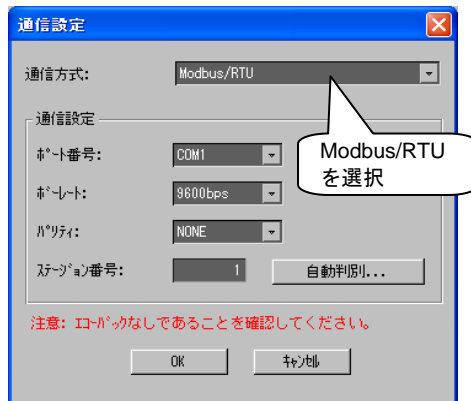 通信設定
通信方式: Modbus/RTU
通信設定
ﾎﾟｰﾄ番号: COM1
ﾎﾞｰﾚｰﾄ: 9600bps
ﾊﾟﾘﾃｨ: NONE
ｽﾃｰｼｮﾝ番号: 1 自動判別...
Modbus/RTU
を選択
注意: ｴｺｰﾊﾞｯｸなしであることを確認してください。
OK ｷｬﾝｾﾙ